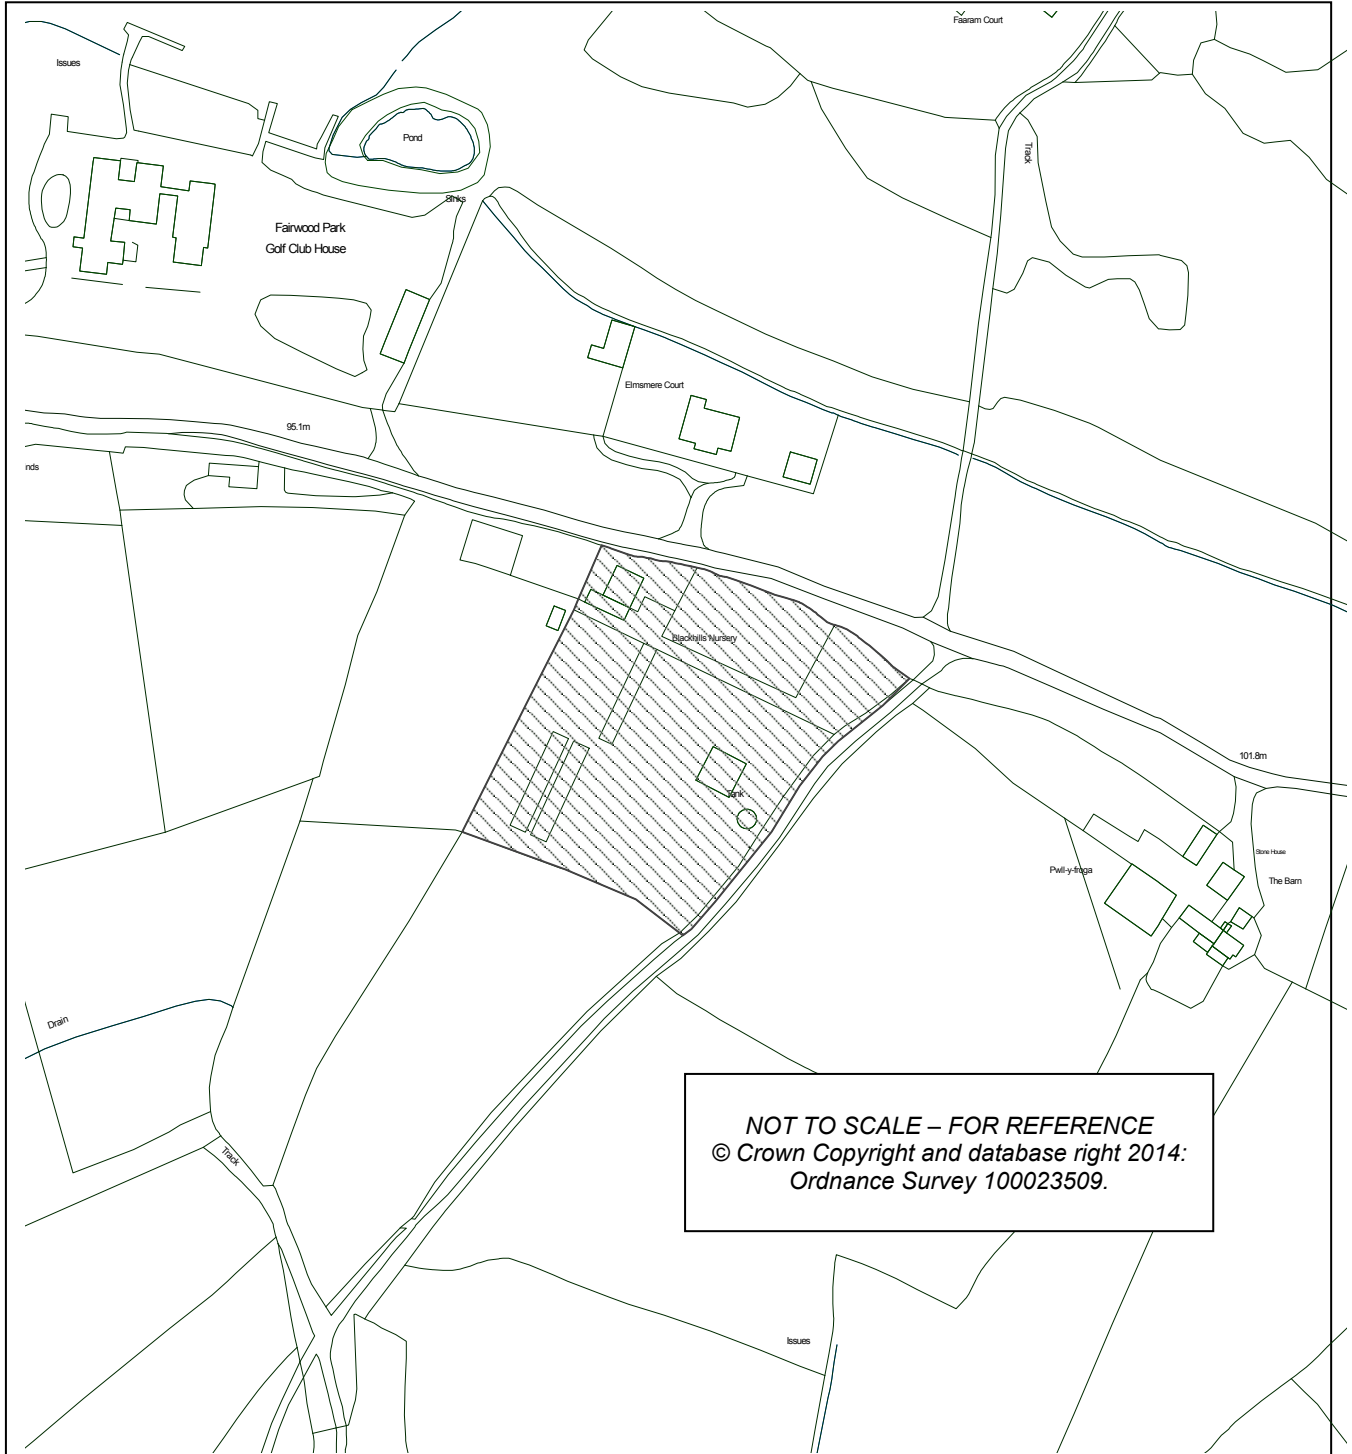 Faaram Court
Issues
Pond
Track
Sinks
Fairwood Park
Golf Club House
Elmsmere Court
95.1m
nds
Blackhills Nursery
101.8m
Tank
Stone House
Pwll-y-froga
The Barn
Drain
NOT TO SCALE – FOR REFERENCE
© Crown Copyright and database right 2014:
Ordnance Survey 100023509.
Track
Issues